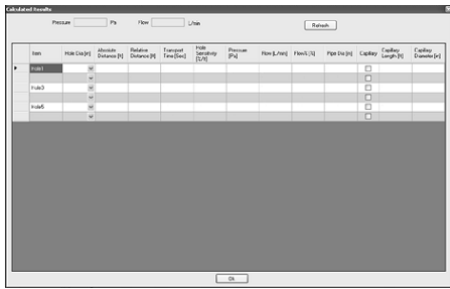 Calculated Results
Pressure Pa Flow L/min Refresh
Item Hole Dia[in] Absolute Distance [ft] Relative Distance [ft] Transport Time [Sec] Hole Sensitivity [%/ft] Pressure [Pa] Flow [L/min] Flow% [%] Pipe Dia [in] Capillary Capillary Length [ft] Capillary Diameter [in]
Hole1
Hole3
Hole5
Ok